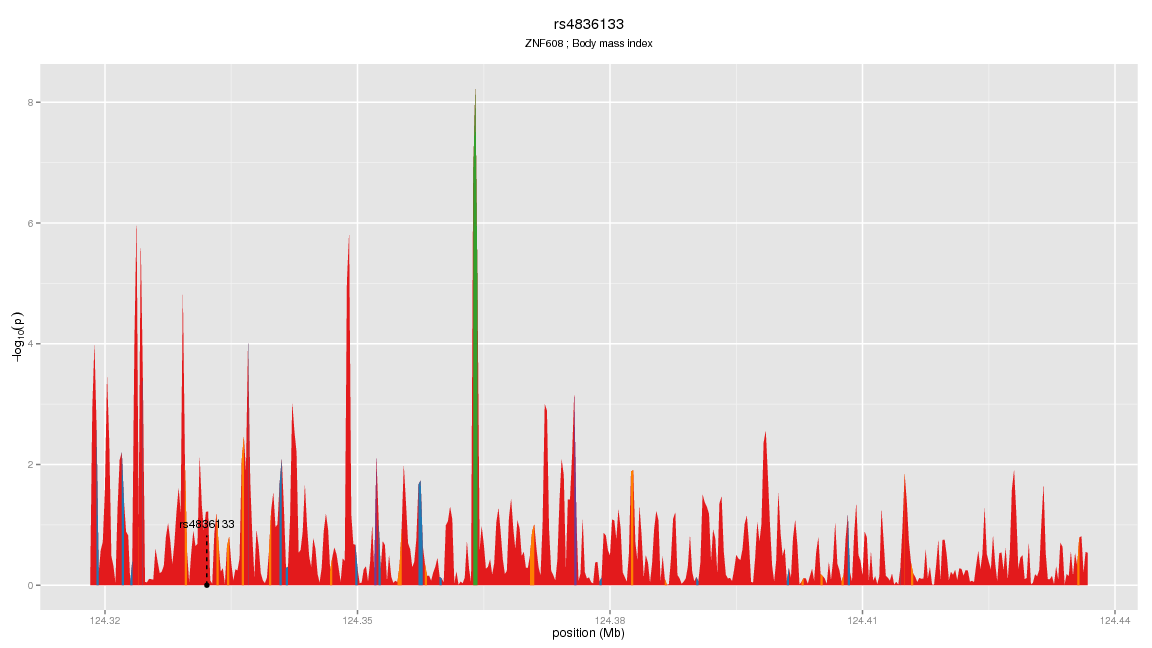 rs4836133
ZNF608 ; Body mass index
8
6
4
2
0
−log10(p)
rs4836133
124.32
124.35
124.38
124.41
124.44
position (Mb)